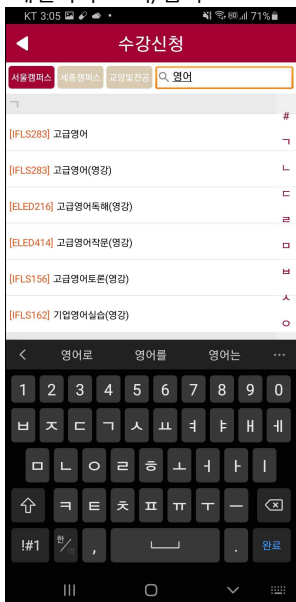 KT 3:05 71%
수강신청
서울캠퍼스 세종캠퍼스 교양및전공 영어
ㄱ
[IFLS283] 고급영어
[IFLS283] 고급영어(영강)
[ELED216] 고급영어독해(영강)
[ELED414] 고급영어작문(영강)
[IFLS156] 고급영어토론(영강)
[IFLS162] 기업영어실습(영강)
#
ㄱ
ㄴ
ㄷ
ㄹ
ㅁ
ㅂ
ㅅ
ㅇ
영어로 영어를 영어는
1 2 3 4 5 6 7 8 9 0
ㅂ ㅈ ㄷ ㄱ ㅅ ㅛ ㅕ ㅑ ㅐ ㅔ
ㅁ ㄴ ㅇ ㄹ ㅎ ㅗ ㅓ ㅏ ㅣ
ㅋ ㅌ ㅊ ㅍ ㅠ ㅜ ㅡ
!#1 한/영 , . 완료